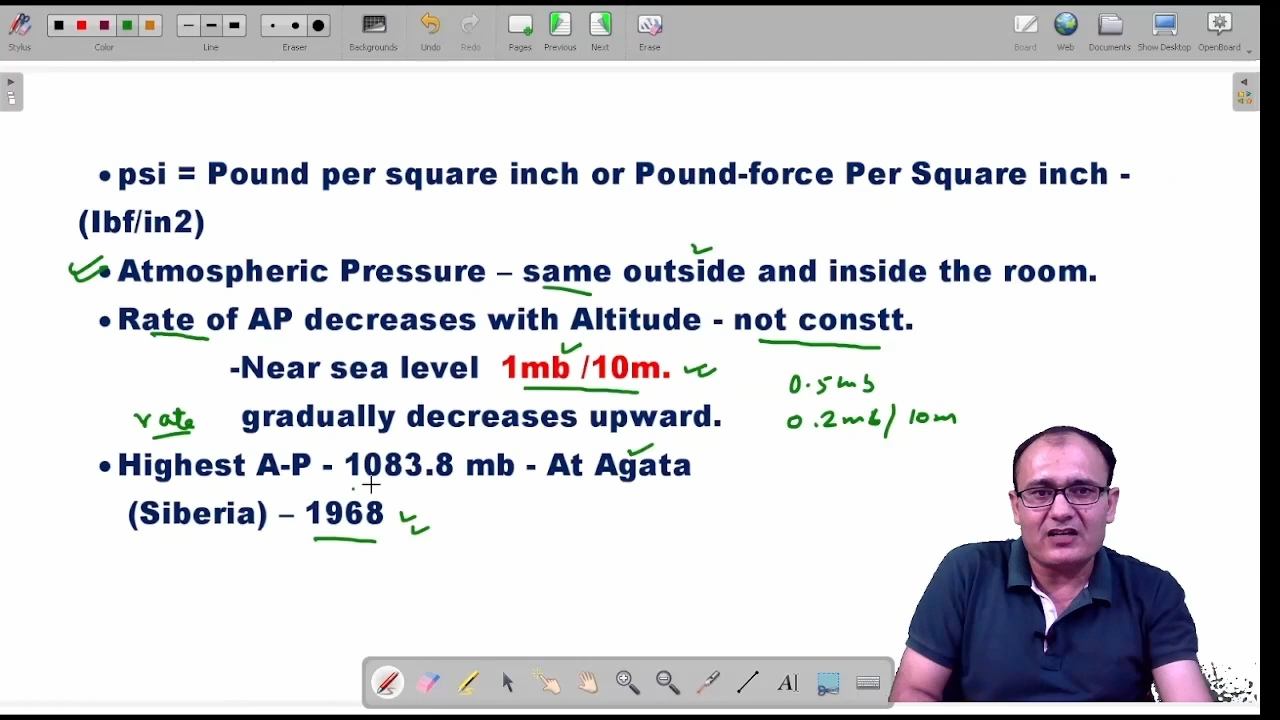 Stylus Color Line Eraser Backgrounds Undo Redo Pages Previous Next Erase Board Web Documents Show Desktop OpenBoard
• psi = Pound per square inch or Pound-force Per Square inch -
(Ibf/in2)
• Atmospheric Pressure – same outside and inside the room.
• Rate of AP decreases with Altitude - not constt.
-Near sea level 1mb /10m.
0.5mb
rate gradually decreases upward.
0.2mb/ 10m
• Highest A-P - 1083.8 mb - At Agata
(Siberia) – 1968